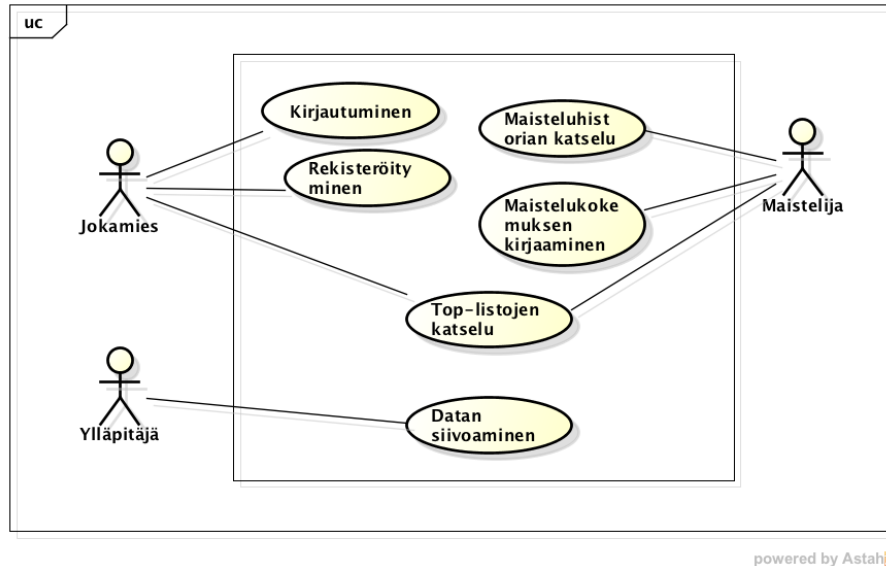 uc
Kirjautuminen
Maisteluhist
orian katselu
Rekisteröity
minen
Jokamies
Maistelukoke
muksen
kirjaaminen
Maistelija
Top-listojen
katselu
Ylläpitäjä
Datan
siivoaminen
powered by Astah